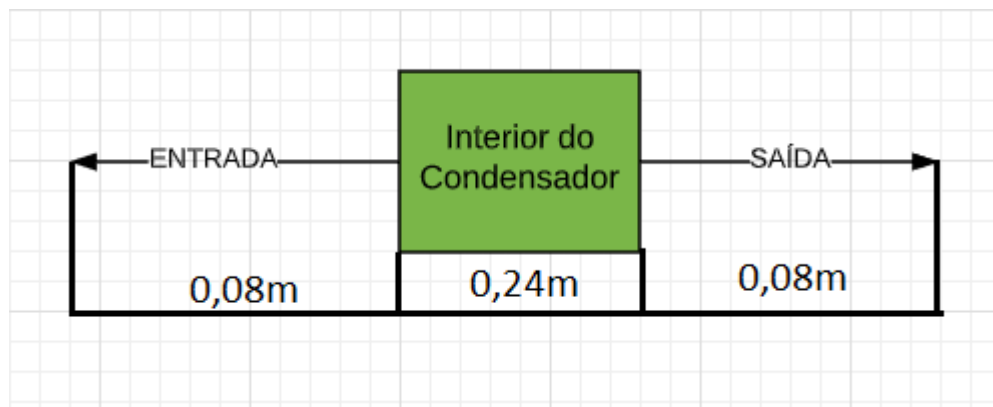 ENTRADA
Interior do
Condensador
SAÍDA
0,08m
0,24m
0,08m